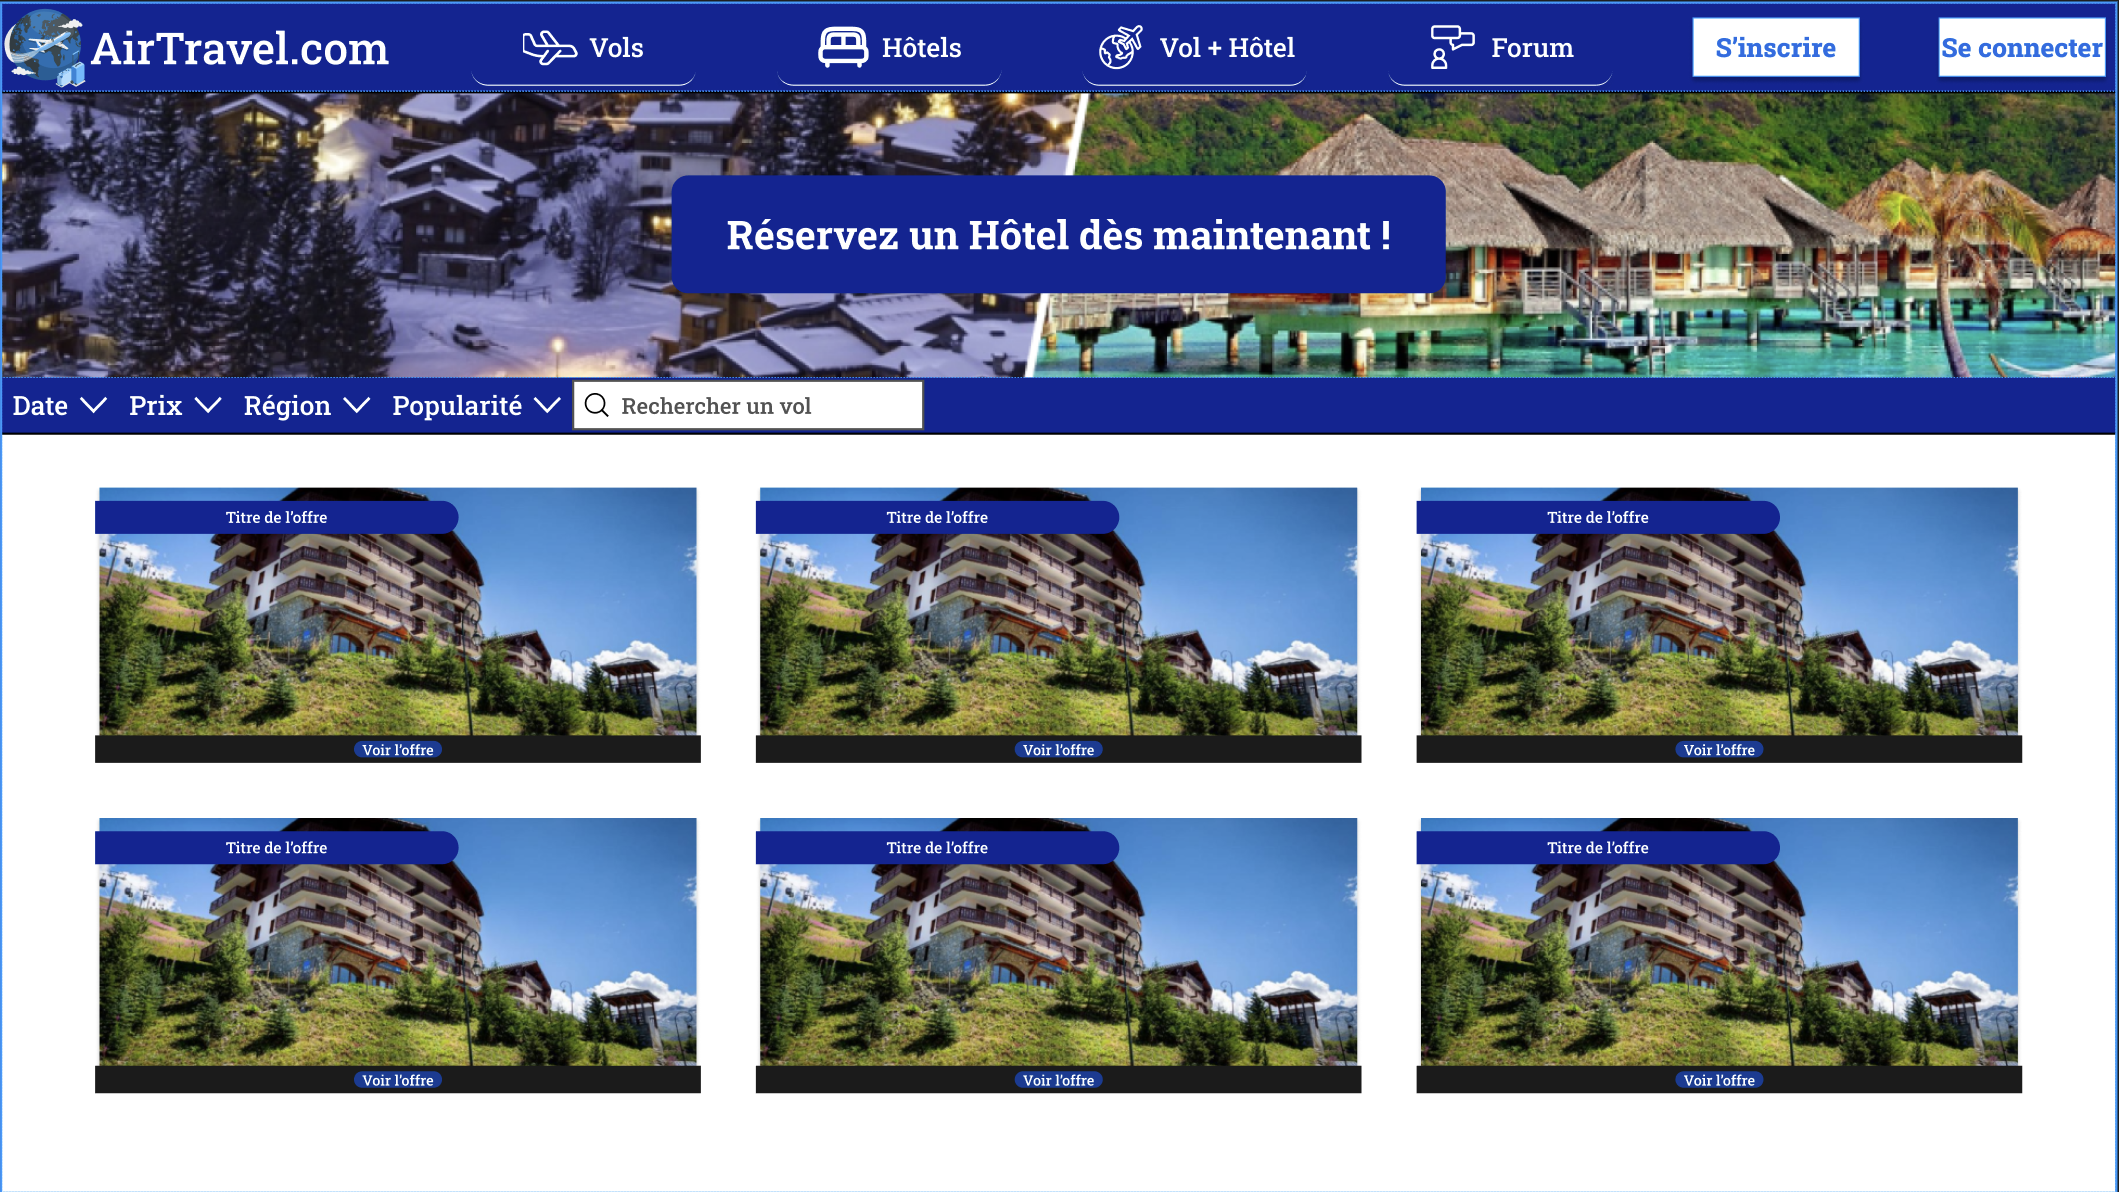 AirTravel.com
Vols
Hôtels
Vol + Hôtel
Forum
S'inscrire
Se connecter
Réservez un Hôtel dès maintenant !
Date
Prix
Région
Popularité
Rechercher un vol
Titre de l'offre
Titre de l'offre
Titre de l'offre
Voir l'offre
Voir l'offre
Voir l'offre
Titre de l'offre
Titre de l'offre
Titre de l'offre
Voir l'offre
Voir l'offre
Voir l'offre